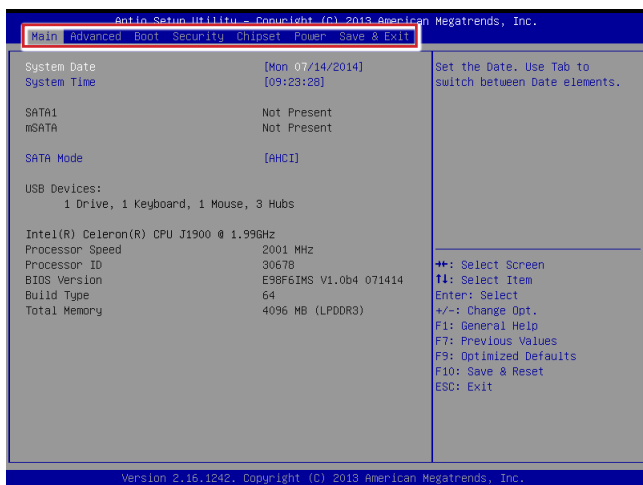 Aptio Setup Utility – Copyright (C) 2013 American Megatrends, Inc.
Main Advanced Boot Security Chipset Power Save & Exit
System Date [Mon 07/14/2014]
System Time [09:23:28]
SATA1 Not Present
mSATA Not Present
SATA Mode [AHCI]
USB Devices:
1 Drive, 1 Keyboard, 1 Mouse, 3 Hubs
Intel(R) Celeron(R) CPU J1900 @ 1.99GHz
Processor Speed 2001 MHz
Processor ID 30678
BIOS Version E98F6IMS V1.0b4 071414
Build Type 64
Total Memory 4096 MB (LPDDR3)
Set the Date. Use Tab to
switch between Date elements.
→←: Select Screen
↑↓: Select Item
Enter: Select
+/-: Change Opt.
F1: General Help
F7: Previous Values
F9: Optimized Defaults
F10: Save & Reset
ESC: Exit
Version 2.16.1242. Copyright (C) 2013 American Megatrends, Inc.